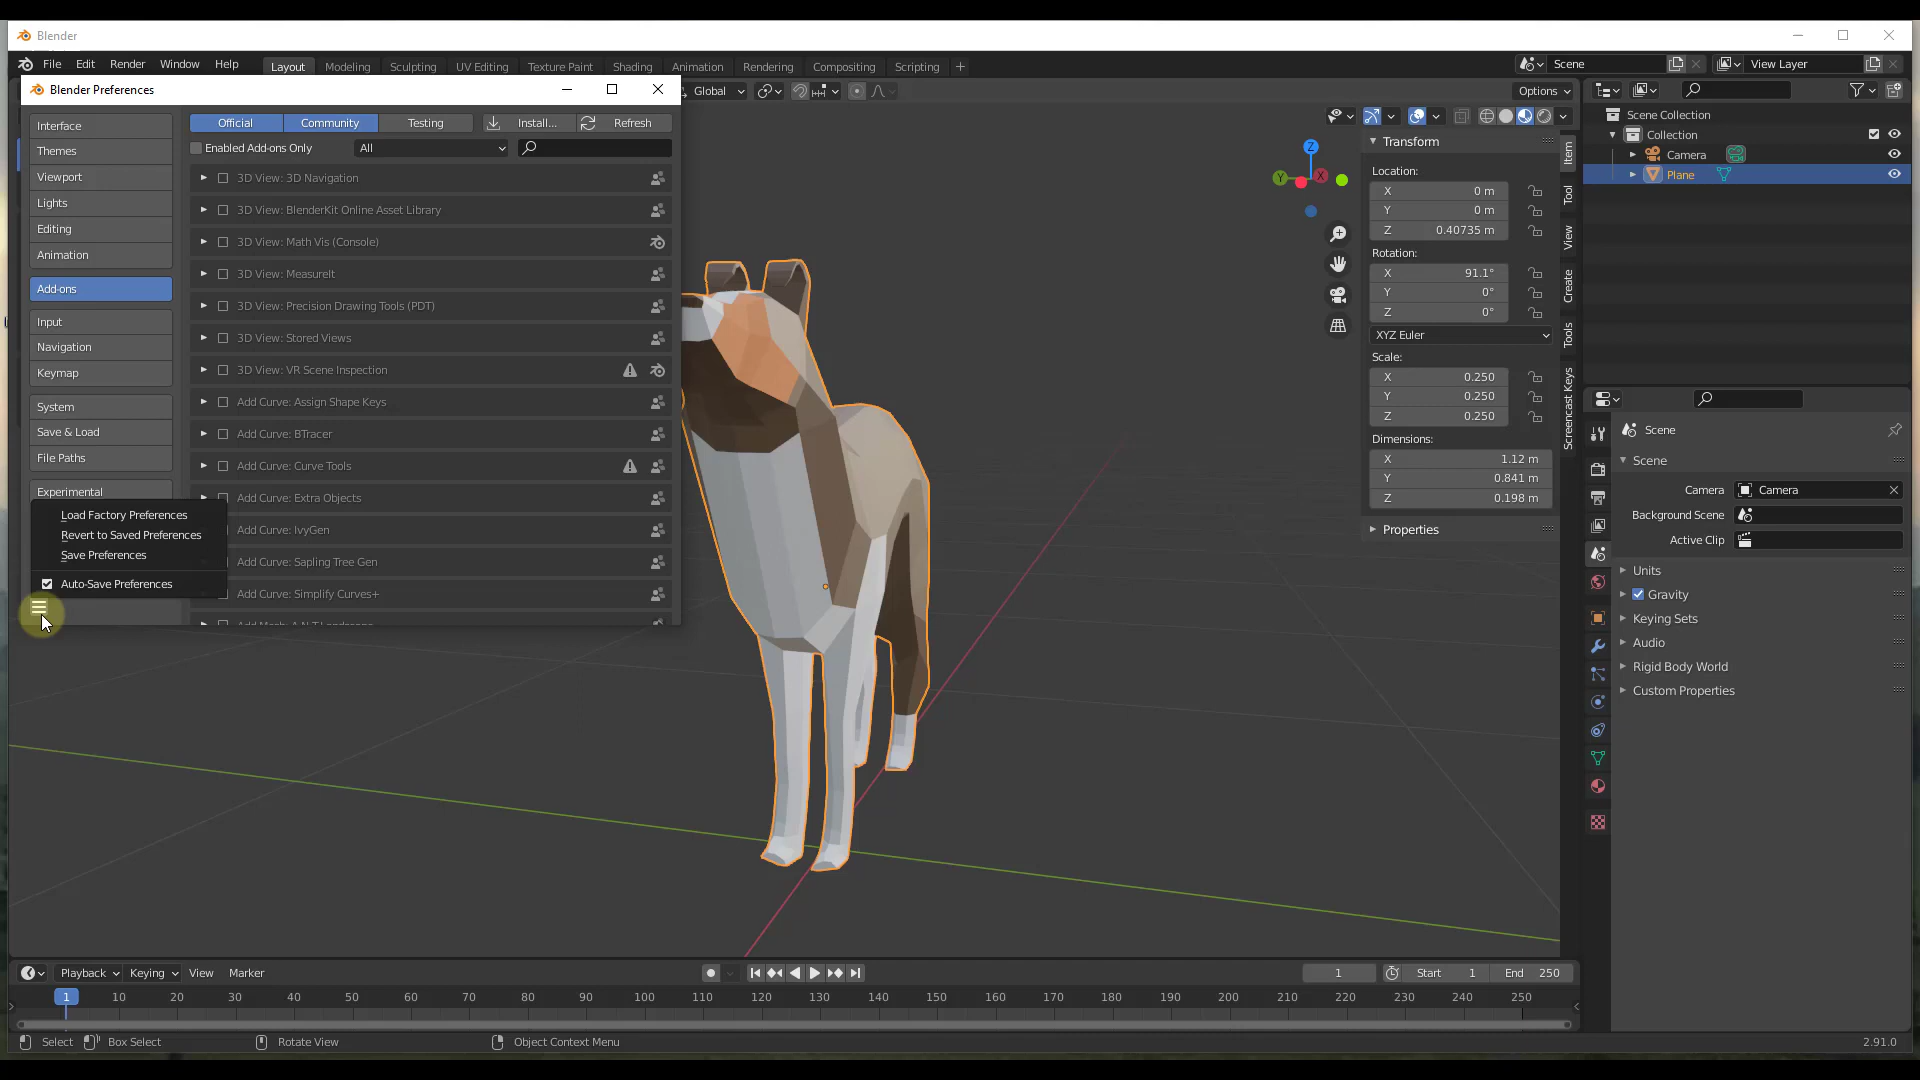 Blender
File Edit Render Window Help Layout Modeling Sculpting UV Editing Texture Paint Shading Animation Rendering Compositing Scripting + Scene View Layer
Blender Preferences
Global Options
Interface
Themes
Viewport
Lights
Editing
Animation
Add-ons
Input
Navigation
Keymap
System
Save & Load
File Paths
Experimental
Load Factory Preferences
Revert to Saved Preferences
Save Preferences
Auto-Save Preferences
Official Community Testing Install... Refresh
Enabled Add-ons Only All
3D View: 3D Navigation
3D View: BlenderKit Online Asset Library
3D View: Math Vis (Console)
3D View: MeasureIt
3D View: Precision Drawing Tools (PDT)
3D View: Stored Views
3D View: VR Scene Inspection
Add Curve: Assign Shape Keys
Add Curve: BTracer
Add Curve: Curve Tools
Add Curve: Extra Objects
Add Curve: IvyGen
Add Curve: Sapling Tree Gen
Add Curve: Simplify Curves+
Z
Y
X
Transform
Location:
X 0 m
Y 0 m
Z 0.40735 m
Rotation:
X 91.1°
Y 0°
Z 0°
XYZ Euler
Scale:
X 0.250
Y 0.250
Z 0.250
Dimensions:
X 1.12 m
Y 0.841 m
Z 0.198 m
Properties
Item
Tool
View
Create
Tools
Screencast Keys
Scene Collection
Collection
Camera
Plane
Scene
Scene
Camera Camera
Background Scene
Active Clip
Units
Gravity
Keying Sets
Audio
Rigid Body World
Custom Properties
Playback Keying View Marker 1 Start 1 End 250
1 10 20 30 40 50 60 70 80 90 100 110 120 130 140 150 160 170 180 190 200 210 220 230 240 250
Select Box Select Rotate View Object Context Menu 2.91.0